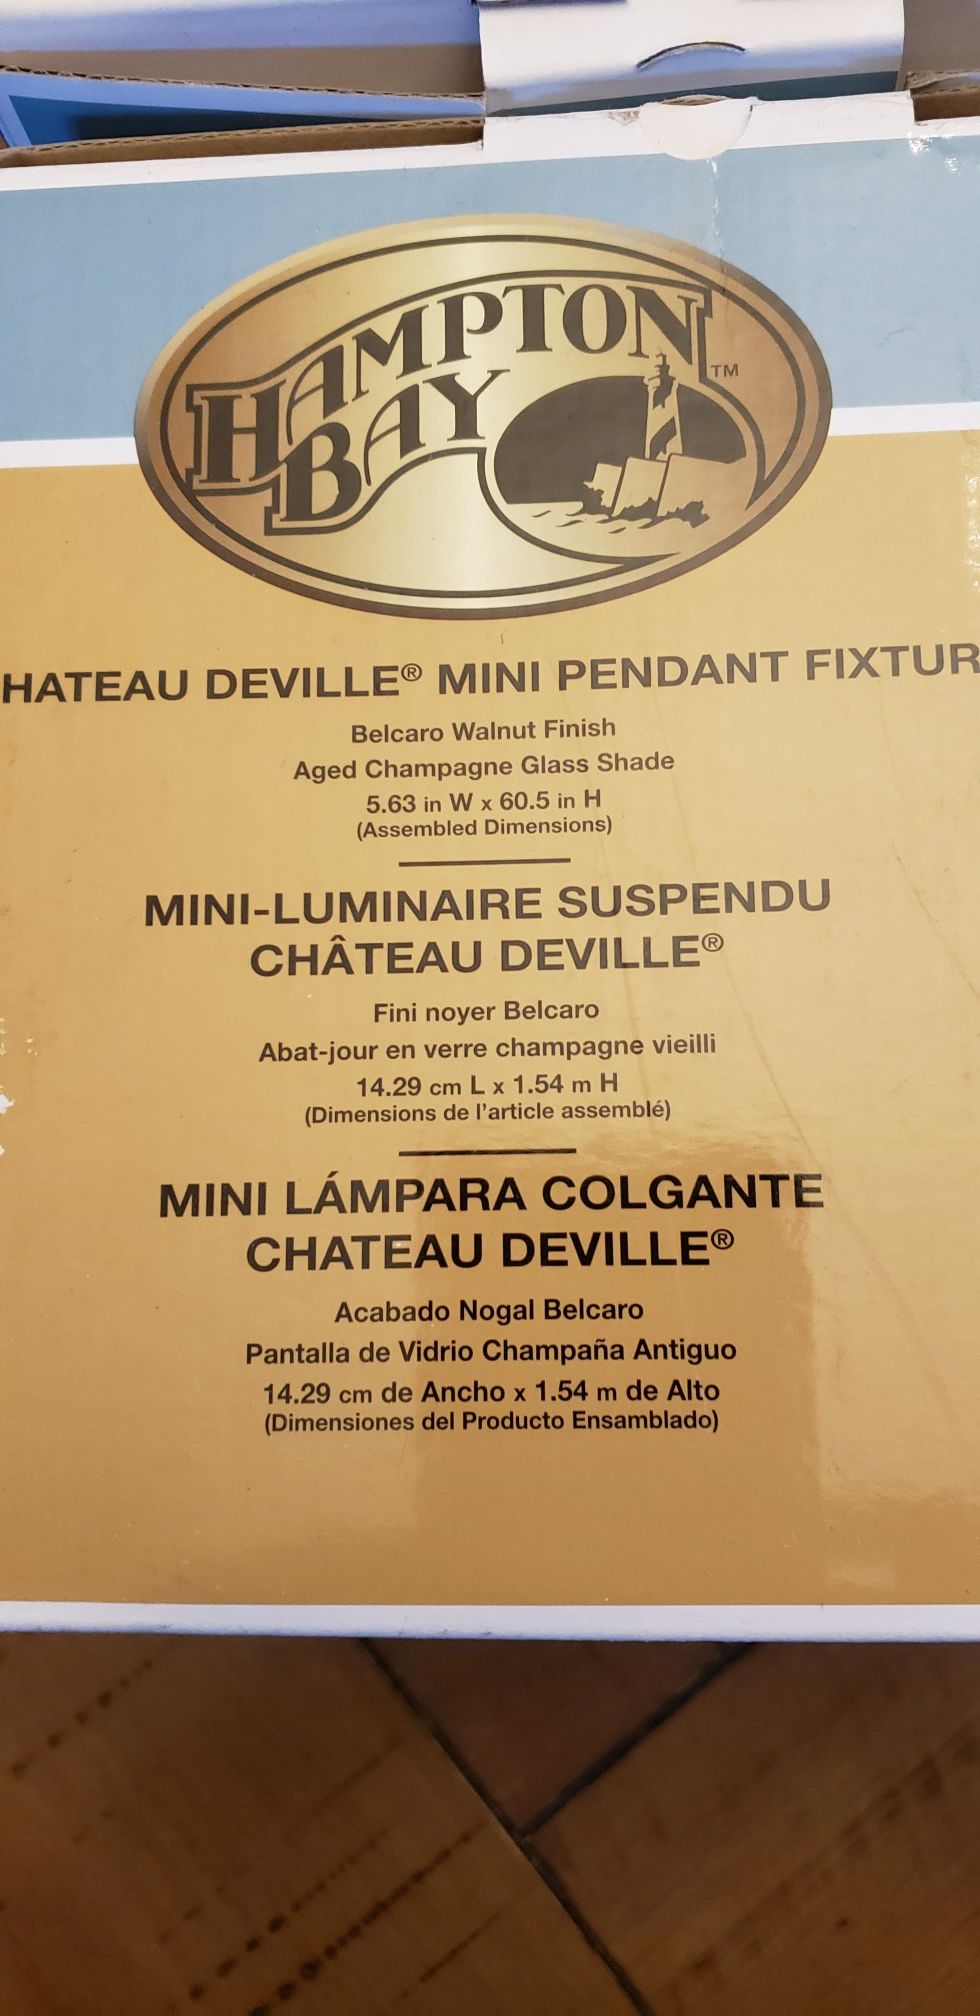 HAMPTON
BAY™
HATEAU DEVILLE® MINI PENDANT FIXTUR
Belcaro Walnut Finish
Aged Champagne Glass Shade
5.63 in W x 60.5 in H
(Assembled Dimensions)
MINI-LUMINAIRE SUSPENDU
CHÂTEAU DEVILLE®
Fini noyer Belcaro
Abat-jour en verre champagne vieilli
14.29 cm L x 1.54 m H
(Dimensions de l'article assemblé)
MINI LÁMPARA COLGANTE
CHATEAU DEVILLE®
Acabado Nogal Belcaro
Pantalla de Vidrio Champaña Antiguo
14.29 cm de Ancho x 1.54 m de Alto
(Dimensiones del Producto Ensamblado)